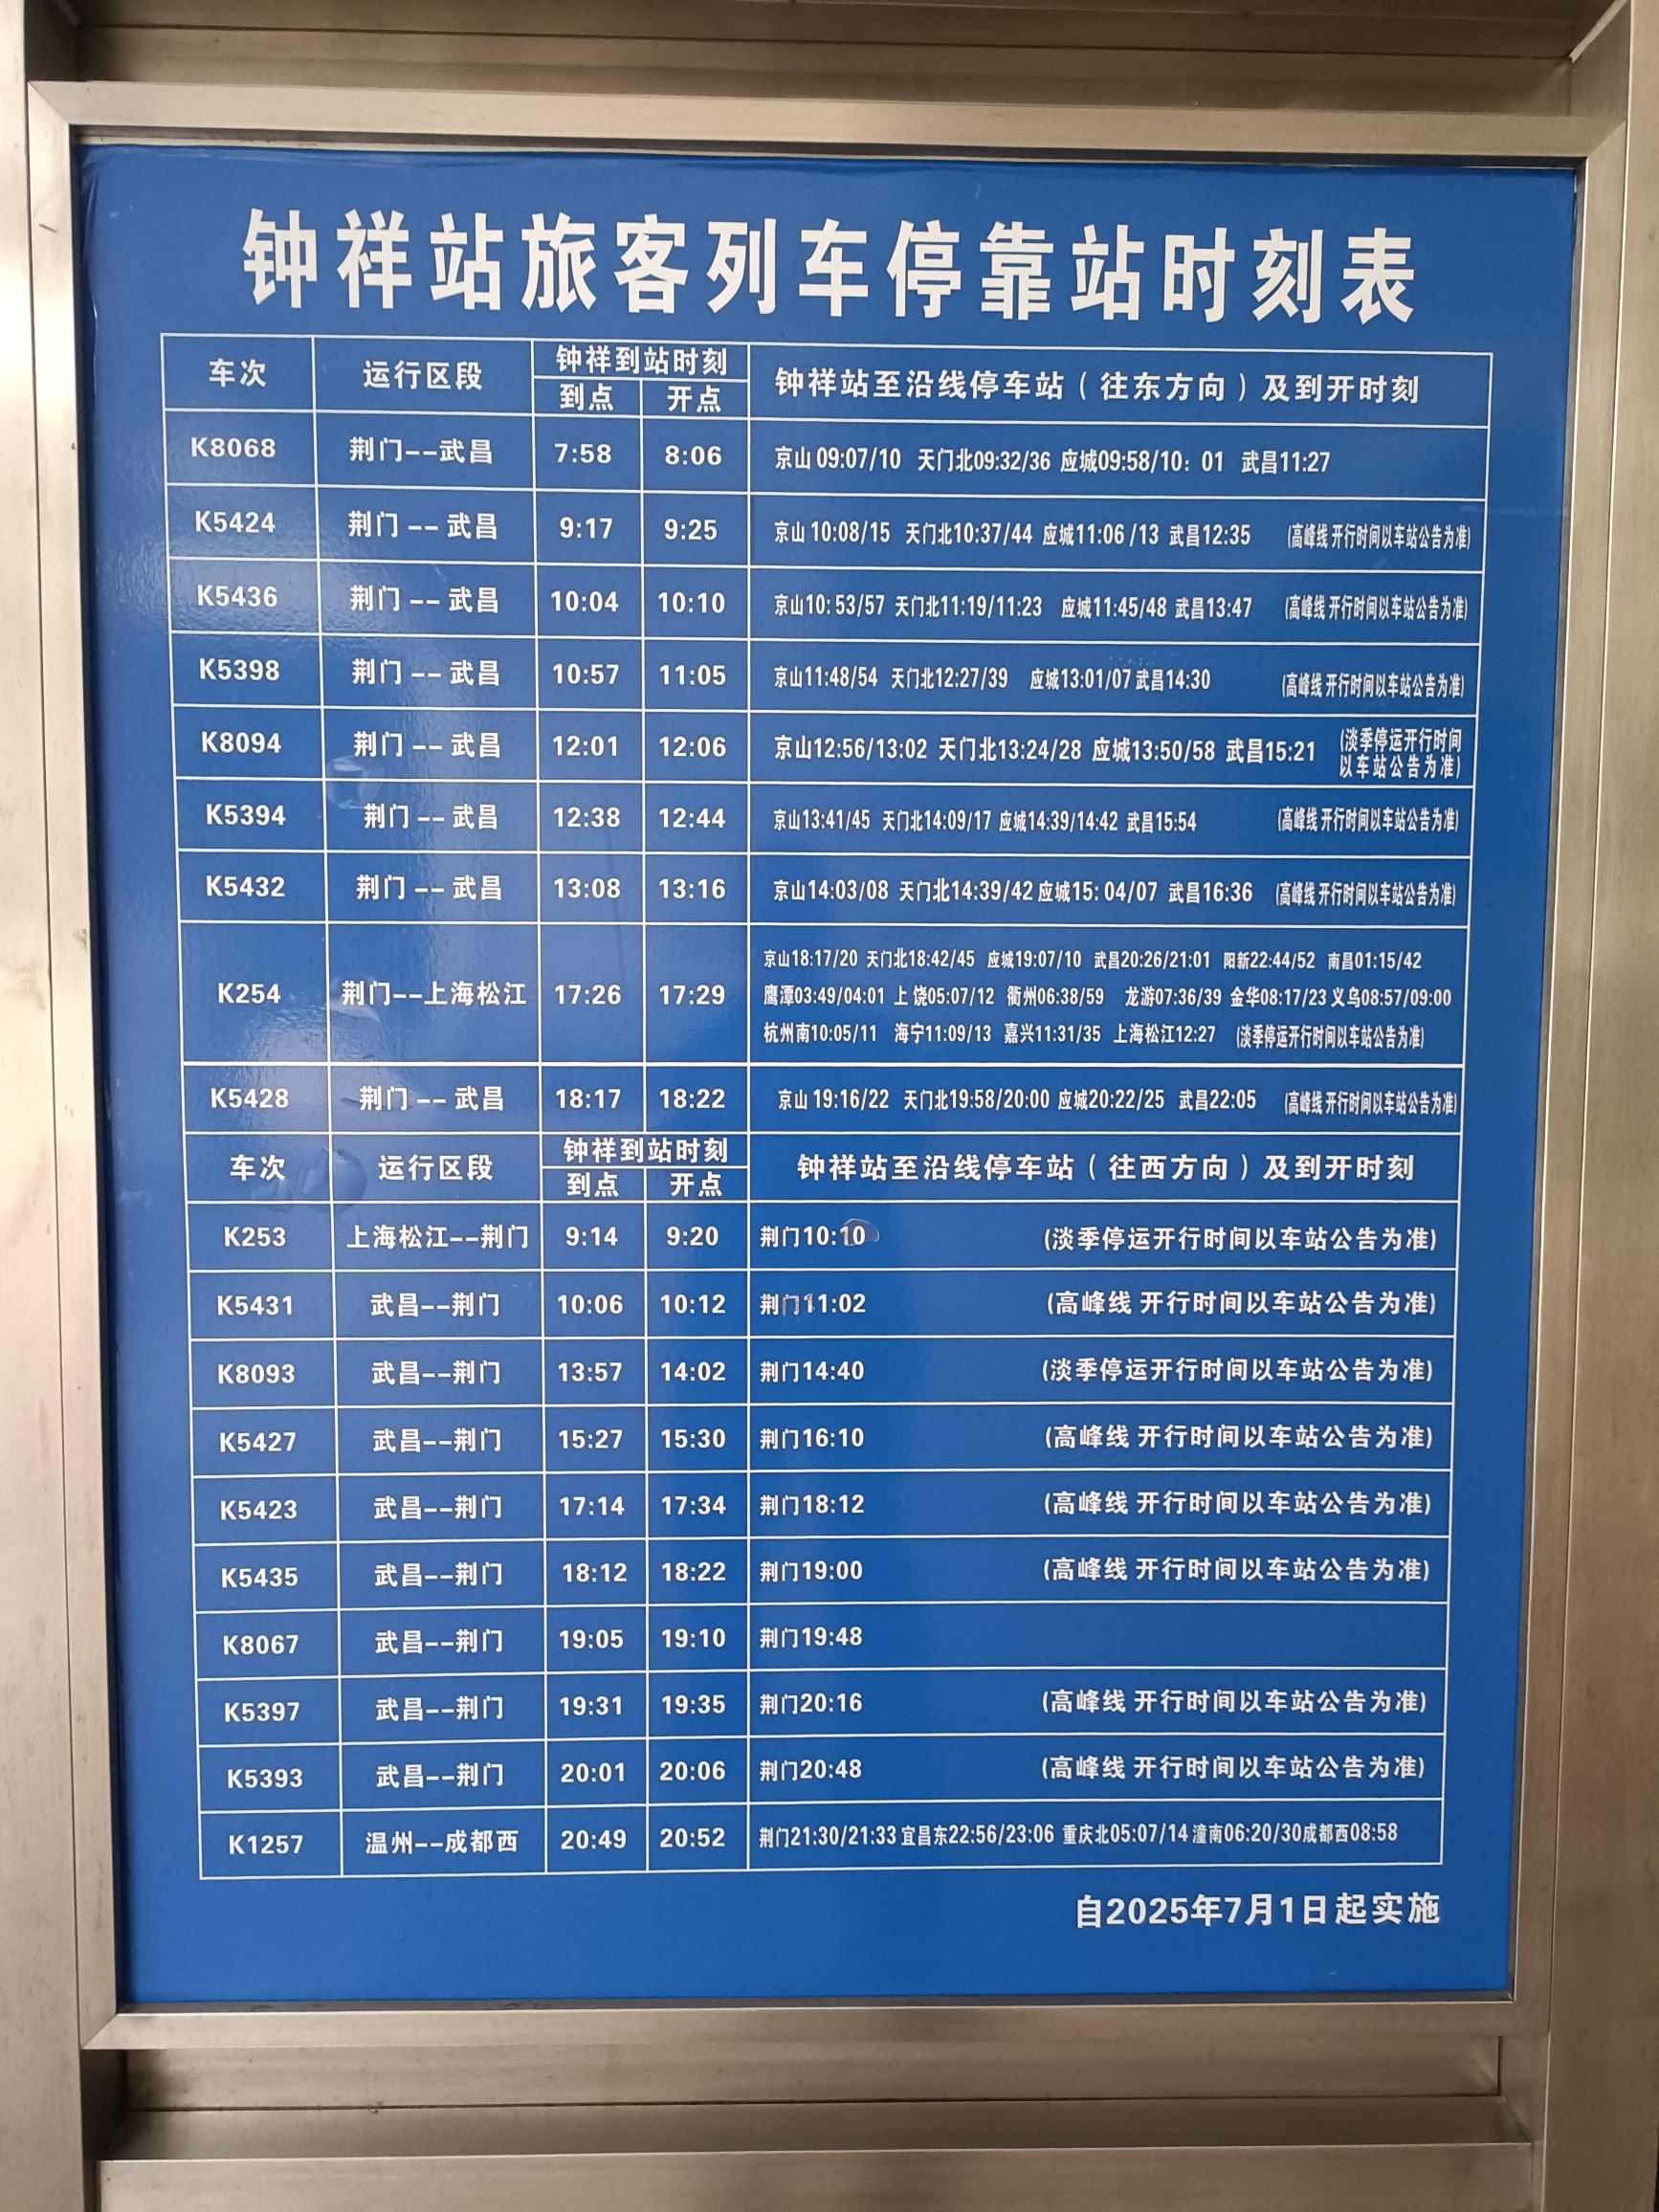 钟祥站旅客列车停靠站时刻表
车次 运行区段 钟祥到站时刻 到点 开点 钟祥站至沿线停车站（往东方向）及到开时刻
K8068 荆门--武昌 7:58 8:06 京山 09:07/10 天门北09:32/36 应城09:58/10：01 武昌11:27
K5424 荆门 -- 武昌 9:17 9:25 京山 10:08/15 天门北10:37/44 应城11:06 /13 武昌12:35 (高峰线 开行时间以车站公告为准)
K5436 荆门 -- 武昌 10:04 10:10 京山10: 53/57 天门北11:19/11:23 应城11:45/48 武昌13:47 (高峰线 开行时间以车站公告为准)
K5398 荆门 -- 武昌 10:57 11:05 京山11:48/54 天门北12:27/39 应城13:01/07 武昌14:30 (高峰线 开行时间以车站公告为准)
K8094 荆门 -- 武昌 12:01 12:06 京山12:56/13:02 天门北13:24/28 应城13:50/58 武昌15:21 (淡季停运开行时间
以车站公告为准)
K5394 荆门 -- 武昌 12:38 12:44 京山13:41/45 天门北14:09/17 应城14:39/14:42 武昌15:54 (高峰线 开行时间以车站公告为准)
K5432 荆门 -- 武昌 13:08 13:16 京山14:03/08 天门北14:39/42 应城15: 04/07 武昌16:36 (高峰线 开行时间以车站公告为准)
K254 荆门--上海松江 17:26 17:29 京山18:17/20 天门北18:42/45 应城19:07/10 武昌20:26/21:01 阳新22:44/52 南昌01:15/42
鹰潭03:49/04:01 上 饶05:07/12 衢州06:38/59 龙游07:36/39 金华08:17/23 义乌08:57/09:00
杭州南10:05/11 海宁11:09/13 嘉兴11:31/35 上海松江12:27 (淡季停运开行时间以车站公告为准)
K5428 荆门 -- 武昌 18:17 18:22 京山 19:16/22 天门北19:58/20:00 应城20:22/25 武昌22:05 (高峰线 开行时间以车站公告为准)
车次 运行区段 钟祥到站时刻 到点 开点 钟祥站至沿线停车站（往西方向）及到开时刻
K253 上海松江--荆门 9:14 9:20 荆门10:10 (淡季停运开行时间以车站公告为准)
K5431 武昌--荆门 10:06 10:12 荆门11:02 (高峰线 开行时间以车站公告为准)
K8093 武昌--荆门 13:57 14:02 荆门14:40 (淡季停运开行时间以车站公告为准)
K5427 武昌--荆门 15:27 15:30 荆门16:10 (高峰线 开行时间以车站公告为准)
K5423 武昌--荆门 17:14 17:34 荆门18:12 (高峰线 开行时间以车站公告为准)
K5435 武昌--荆门 18:12 18:22 荆门19:00 (高峰线 开行时间以车站公告为准)
K8067 武昌--荆门 19:05 19:10 荆门19:48
K5397 武昌--荆门 19:31 19:35 荆门20:16 (高峰线 开行时间以车站公告为准)
K5393 武昌--荆门 20:01 20:06 荆门20:48 (高峰线 开行时间以车站公告为准)
K1257 温州--成都西 20:49 20:52 荆门21:30/21:33 宜昌东22:56/23:06 重庆北05:07/14 潼南06:20/30成都西08:58
自2025年7月1日起实施